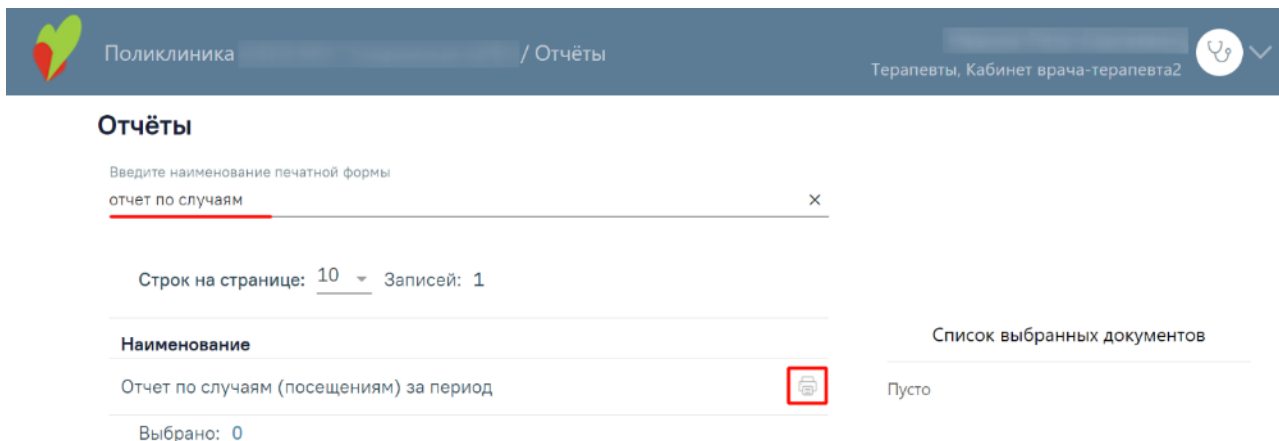 Поликлиника / Отчёты
Терапевты, Кабинет врача-терапевта2
Отчёты
Введите наименование печатной формы
отчет по случаям
Строк на странице: 10 Записей: 1
Наименование
Отчет по случаям (посещениям) за период
Выбрано: 0
Список выбранных документов
Пусто